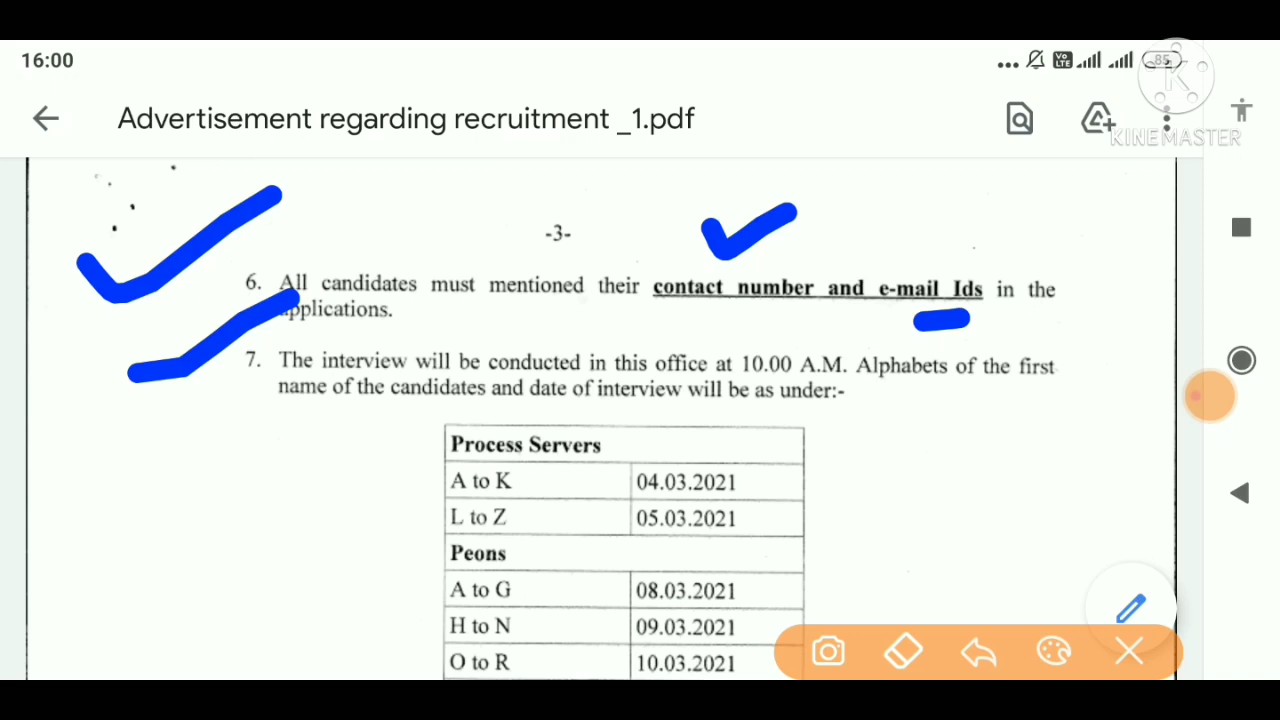 16:00
Vo LTE
85
Advertisement regarding recruitment _1.pdf
K
KINEMASTER
-3-
6. All candidates must mentioned their contact number and e-mail Ids in the
applications.
7. The interview will be conducted in this office at 10.00 A.M. Alphabets of the first
name of the candidates and date of interview will be as under:-
Process Servers
A to K 04.03.2021
L to Z 05.03.2021
Peons
A to G 08.03.2021
H to N 09.03.2021
O to R 10.03.2021